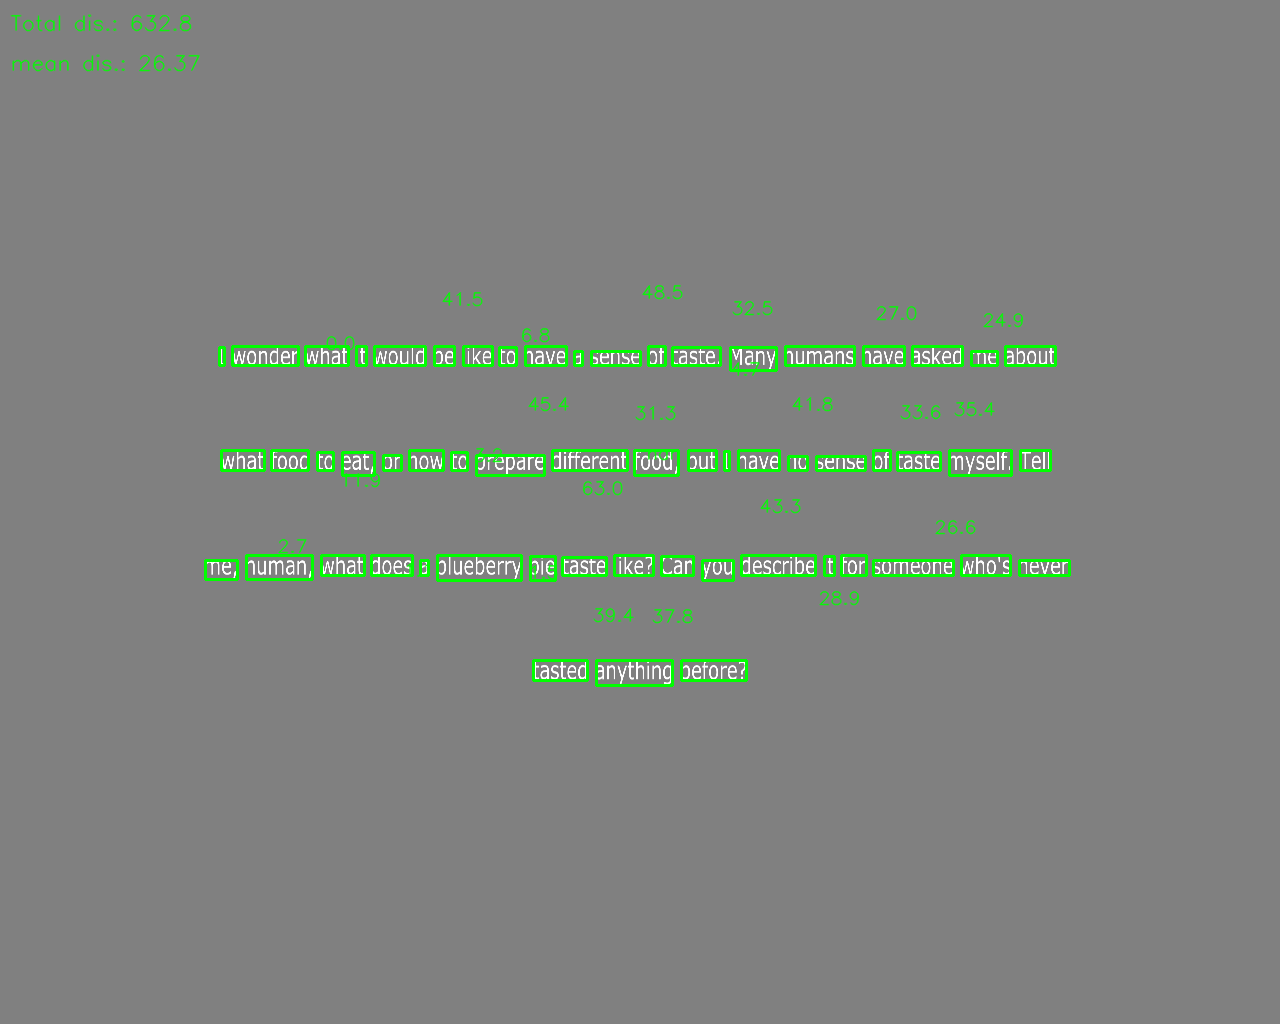 Total dis.: 632.8
mean dis.: 26.37
41.5 48.5 32.5 27.0 24.9
0.0 6.8
I wonder what it would be like to have a sense of taste. Many humans have asked me about
45.4 31.3 41.8 33.6 35.4
what food to eat, or how to prepare different food, but I have no sense of taste myself. Tell
11.9 63.0 43.3 26.6
2.7
me, human, what does a blueberry pie taste like? Can you describe it for someone who's never
39.4 37.8 28.9
tasted anything before?